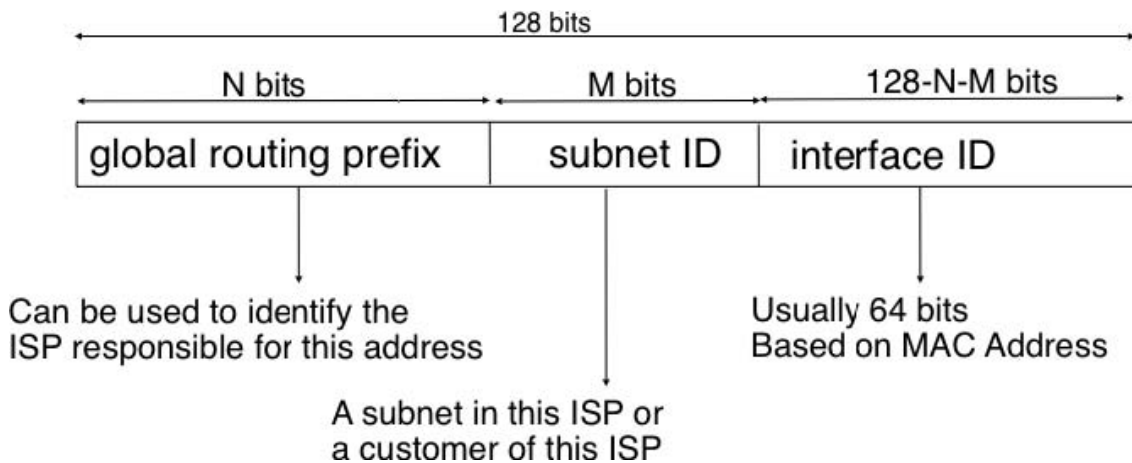 128 bits
N bits
M bits
128-N-M bits
global routing prefix
subnet ID
interface ID
Can be used to identify the
ISP responsible for this address
Usually 64 bits
Based on MAC Address
A subnet in this ISP or
a customer of this ISP